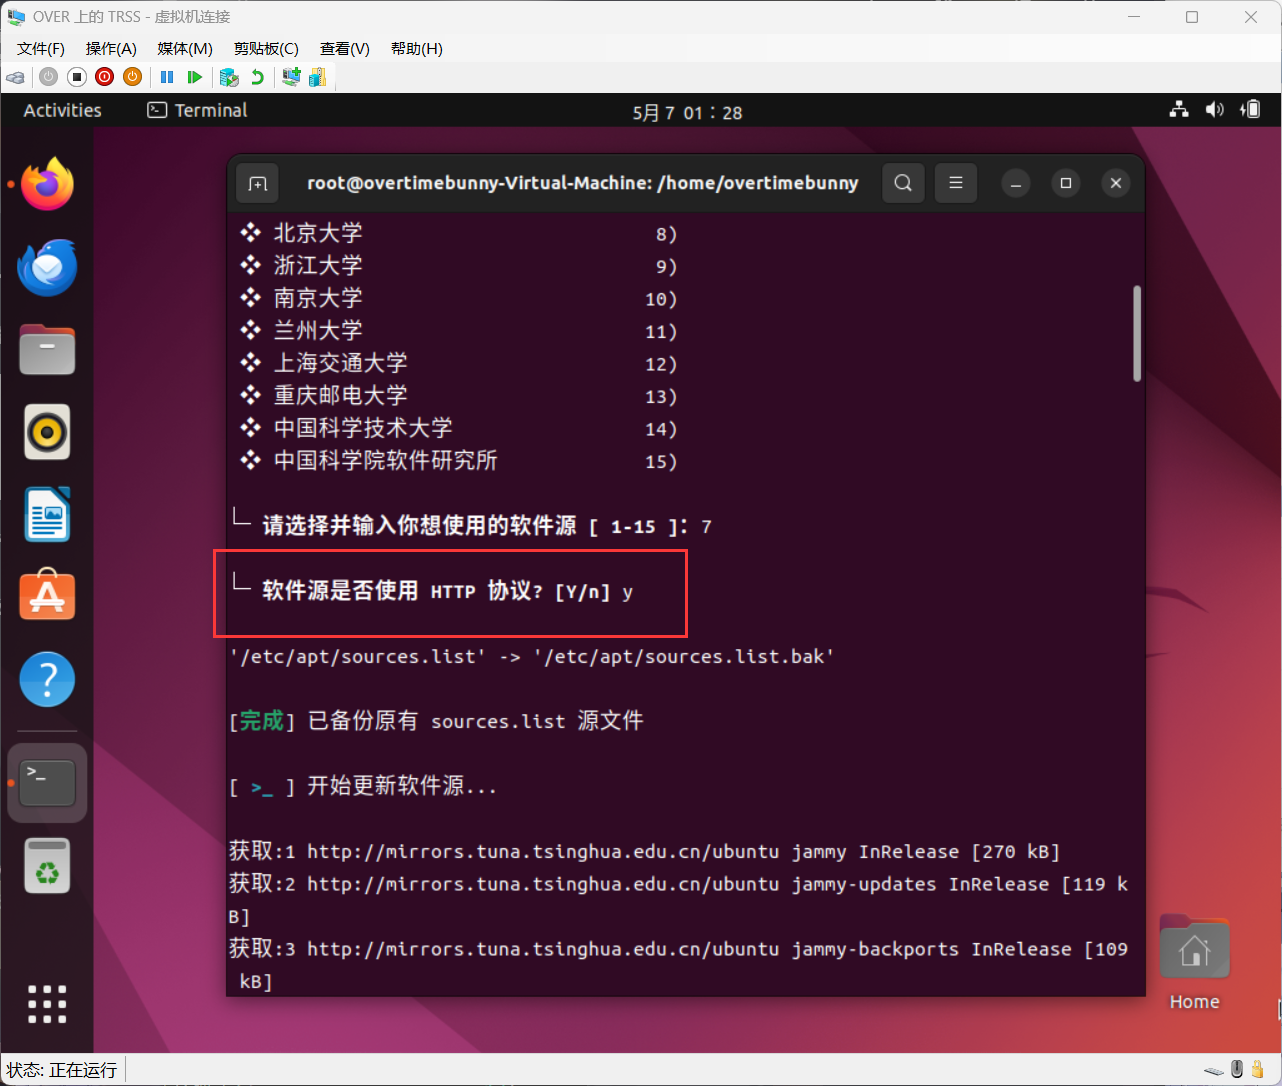 OVER 上的 TRSS - 虚拟机连接
文件(F) 操作(A) 媒体(M) 剪贴板(C) 查看(V) 帮助(H)
Activities Terminal 5月 7 01：28
root@overtimebunny-Virtual-Machine: /home/overtimebunny
❖ 北京大学 8)
❖ 浙江大学 9)
❖ 南京大学 10)
❖ 兰州大学 11)
❖ 上海交通大学 12)
❖ 重庆邮电大学 13)
❖ 中国科学技术大学 14)
❖ 中国科学院软件研究所 15)
└─ 请选择并输入你想使用的软件源 [ 1-15 ]: 7
└─ 软件源是否使用 HTTP 协议? [Y/n] y
'/etc/apt/sources.list' -> '/etc/apt/sources.list.bak'
[完成] 已备份原有 sources.list 源文件
[ >_ ] 开始更新软件源...
获取:1 http://mirrors.tuna.tsinghua.edu.cn/ubuntu jammy InRelease [270 kB]
获取:2 http://mirrors.tuna.tsinghua.edu.cn/ubuntu jammy-updates InRelease [119 k
B]
获取:3 http://mirrors.tuna.tsinghua.edu.cn/ubuntu jammy-backports InRelease [109
kB]
Home
状态: 正在运行